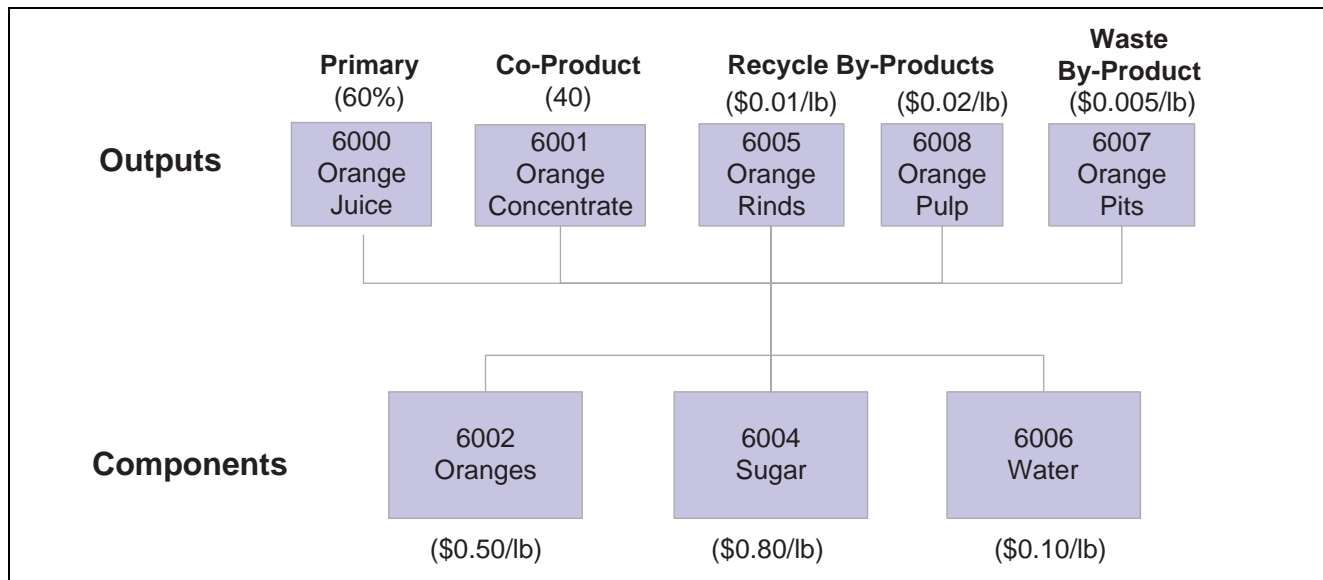 Primary
(60%)
Co-Product
(40)
Recycle By-Products
($0.01/lb)
($0.02/lb)
Waste
By-Product
($0.005/lb)
Outputs
6000
Orange
Juice
6001
Orange
Concentrate
6005
Orange
Rinds
6008
Orange
Pulp
6007
Orange
Pits
Components
6002
Oranges
6004
Sugar
6006
Water
($0.50/lb)
($0.80/lb)
($0.10/lb)